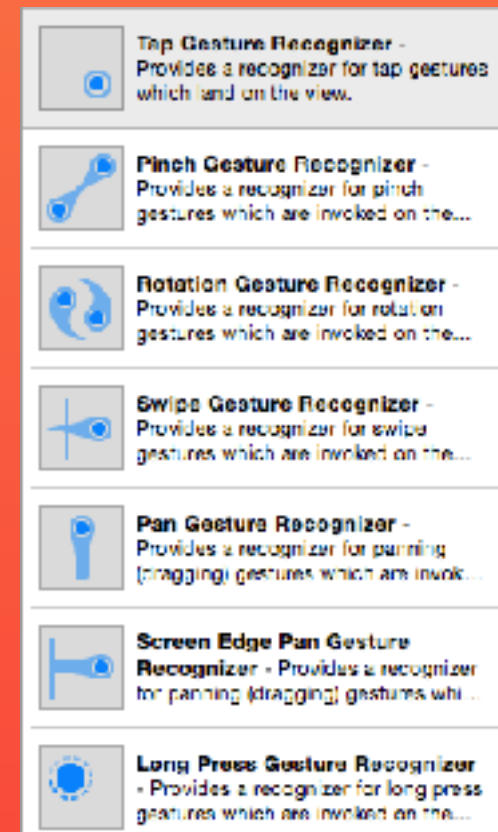 Tap Gesture Recognizer -
Provides a recognizer for tap gestures
which land on the view.
Pinch Gesture Recognizer -
Provides a recognizer for pinch
gestures which are invoked on the...
Rotation Gesture Recognizer -
Provides a recognizer for rotation
gestures which are invoked on the...
Swipe Gesture Recognizer -
Provides a recognizer for swipe
gestures which are invoked on the...
Pan Gesture Recognizer -
Provides a recognizer for panning
(dragging) gestures which are invok...
Screen Edge Pan Gesture
Recognizer - Provides a recognizer
for panning (dragging) gestures whi...
Long Press Gesture Recognizer
- Provides a recognizer for long press
gestures which are invoked on the...